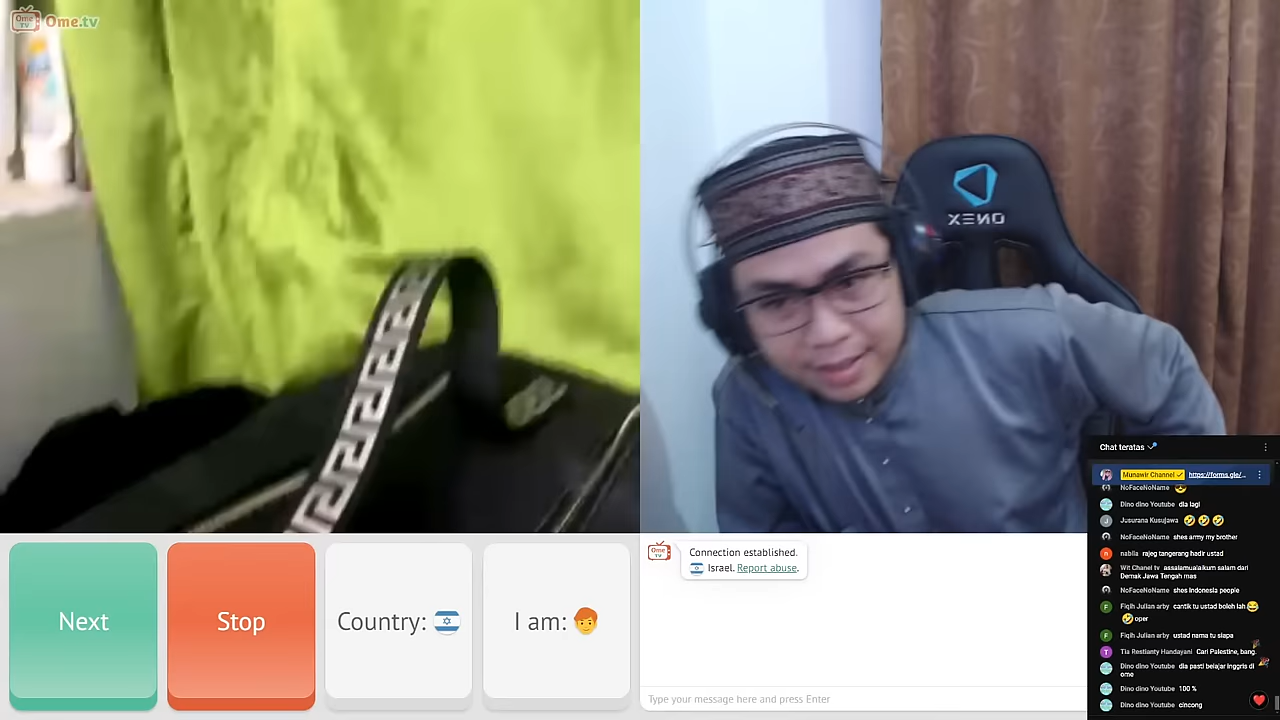 Ome TV
Ome.tv
XENO
Next
Stop
Country:
I am:
Ome TV
Connection established.
Israel. Report abuse.
Type your message here and press Enter
Chat teratas
Munawir Channel https://forms.gle/...
NoFaceNoName
Dino dino Youtube dia lagi
J Jusurana Kusujawa
NoFaceNoName shes army my brother
n nabila rajeg tangerang hadir ustad
Wit Chanel tv assalamualaikum salam dari
Demak Jawa Tengah mas
NoFaceNoName shes indonesia people
F Fiqih Julian arby cantik tu ustad boleh lah
oper
F Fiqih Julian arby ustad nama tu siapa
T Tia Restianty Handayani Cari Palestine, bang.
Dino dino Youtube dia pasti belajar inggris di
ome
Dino dino Youtube 100 %
Dino dino Youtube cincong